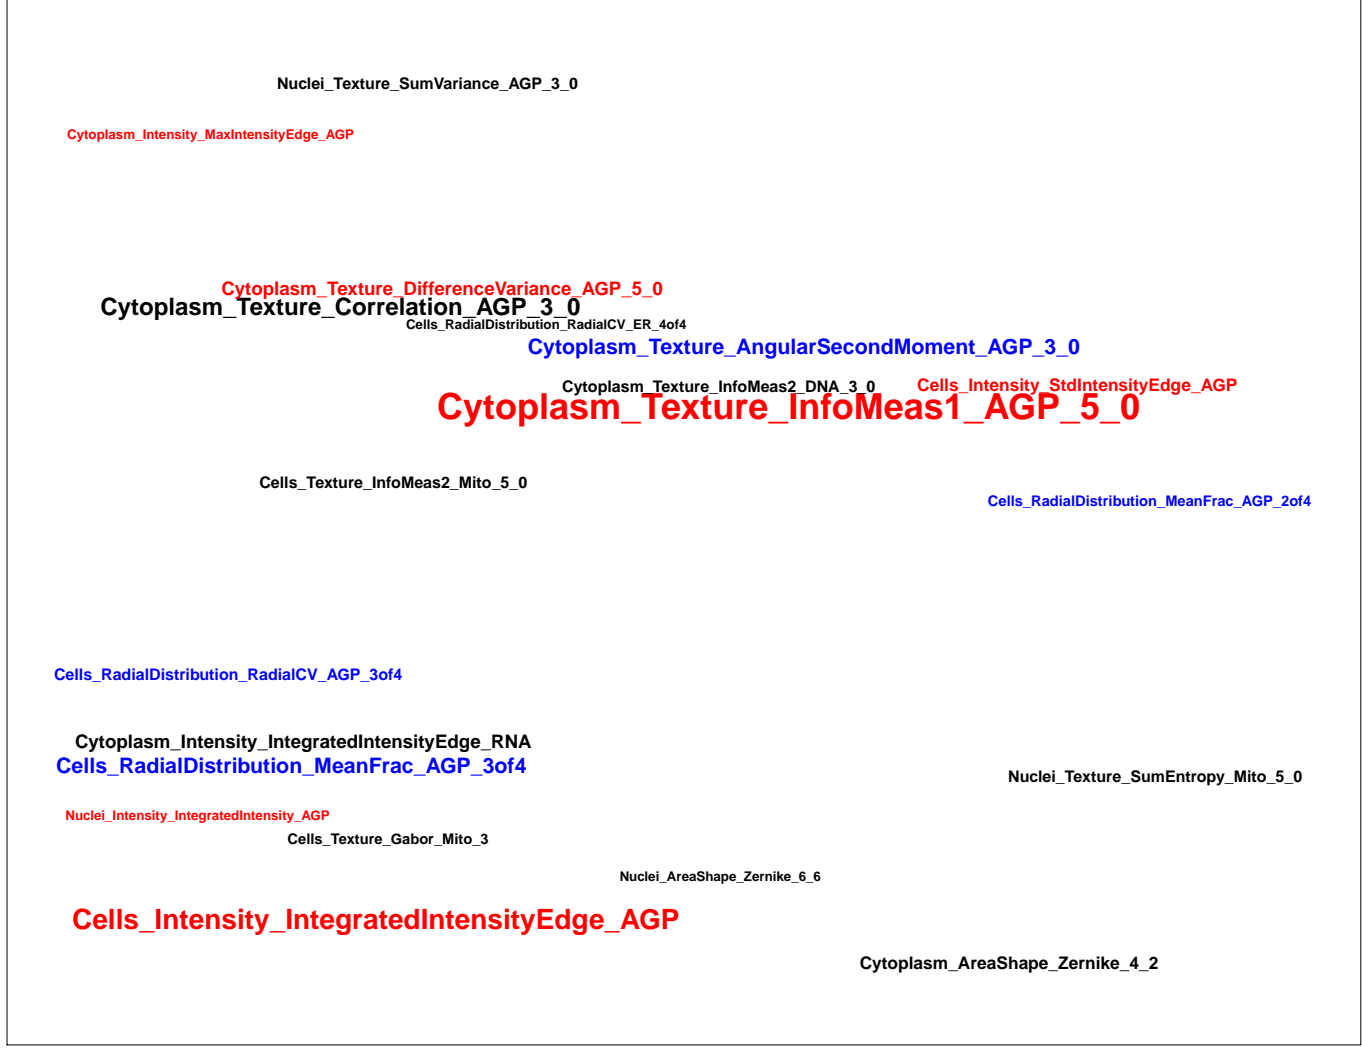 Nuclei_Texture_SumVariance_AGP_3_0
Cytoplasm_Intensity_MaxIntensityEdge_AGP
Cytoplasm_Texture_DifferenceVariance_AGP_5_0
Cytoplasm_Texture_Correlation_AGP_3_0
Cells_RadialDistribution_RadialCV_ER_4of4
Cytoplasm_Texture_AngularSecondMoment_AGP_3_0
Cytoplasm_Texture_InfoMeas2_DNA_3_0
Cells_Intensity_StdIntensityEdge_AGP
Cytoplasm_Texture_InfoMeas1_AGP_5_0
Cells_Texture_InfoMeas2_Mito_5_0
Cells_RadialDistribution_MeanFrac_AGP_2of4
Cells_RadialDistribution_RadialCV_AGP_3of4
Cytoplasm_Intensity_IntegratedIntensityEdge_RNA
Cells_RadialDistribution_MeanFrac_AGP_3of4
Nuclei_Texture_SumEntropy_Mito_5_0
Nuclei_Intensity_IntegratedIntensity_AGP
Cells_Texture_Gabor_Mito_3
Nuclei_AreaShape_Zernike_6_6
Cells_Intensity_IntegratedIntensityEdge_AGP
Cytoplasm_AreaShape_Zernike_4_2